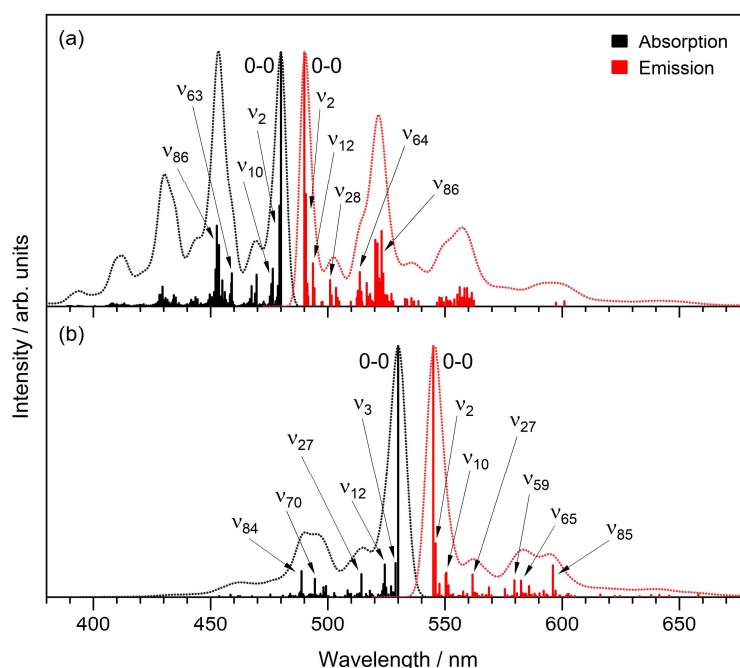 (a)
0-0 0-0
Absorption
Emission
ν63
ν2
ν2
ν12
ν64
ν86
ν10
ν28
ν86
(b)
0-0 0-0
ν3
ν2
ν27
ν27
ν10
ν12
ν59
ν70
ν65
ν84
ν85
Intensity / arb. units
400 450 500 550 600 650
Wavelength / nm